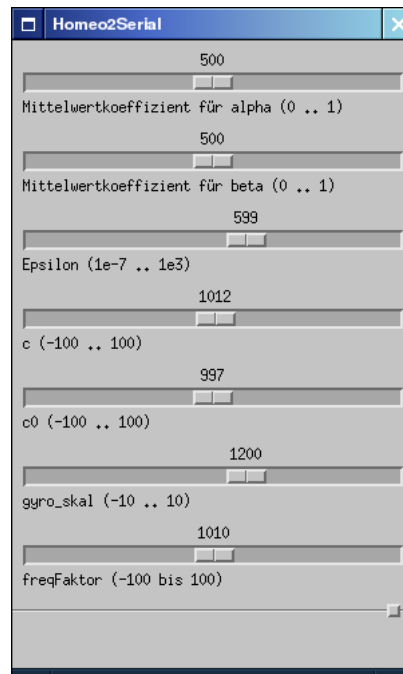 Homeo2Serial
500
Mittelwertkoeffizient für alpha (0 .. 1)
500
Mittelwertkoeffizient für beta (0 .. 1)
599
Epsilon (1e-7 .. 1e3)
1012
c (-100 .. 100)
997
c0 (-100 .. 100)
1200
gyro_skal (-10 .. 10)
1010
freqFaktor (-100 bis 100)